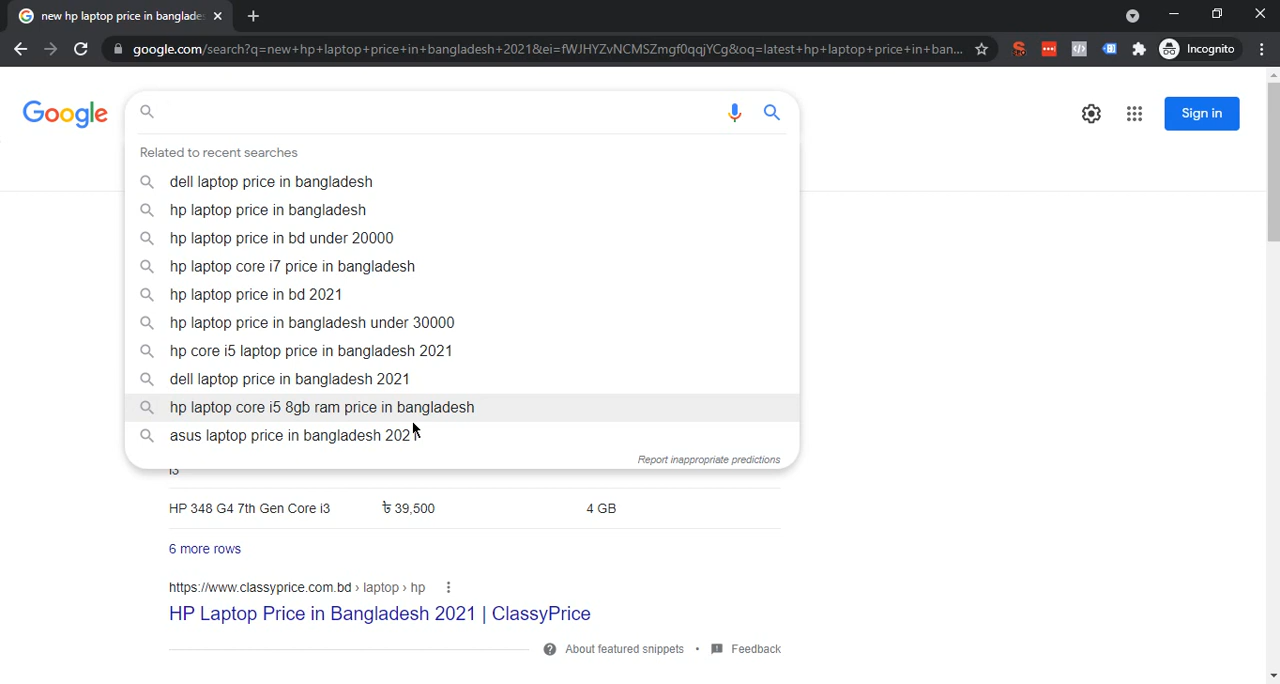 new hp laptop price in banglade
google.com/search?q=new+hp+laptop+price+in+bangladesh+2021&ei=fWJHYZvNCMSZmgf0qqjYCg&oq=latest+hp+laptop+price+in+ban...
Incognito
Google
Sign in
Related to recent searches
dell laptop price in bangladesh
hp laptop price in bangladesh
hp laptop price in bd under 20000
hp laptop core i7 price in bangladesh
hp laptop price in bd 2021
hp laptop price in bangladesh under 30000
hp core i5 laptop price in bangladesh 2021
dell laptop price in bangladesh 2021
hp laptop core i5 8gb ram price in bangladesh
asus laptop price in bangladesh 2021
Report inappropriate predictions
i3
HP 348 G4 7th Gen Core i3 ৳ 39,500 4 GB
6 more rows
https://www.classyprice.com.bd › laptop › hp
HP Laptop Price in Bangladesh 2021 | ClassyPrice
About featured snippets • Feedback